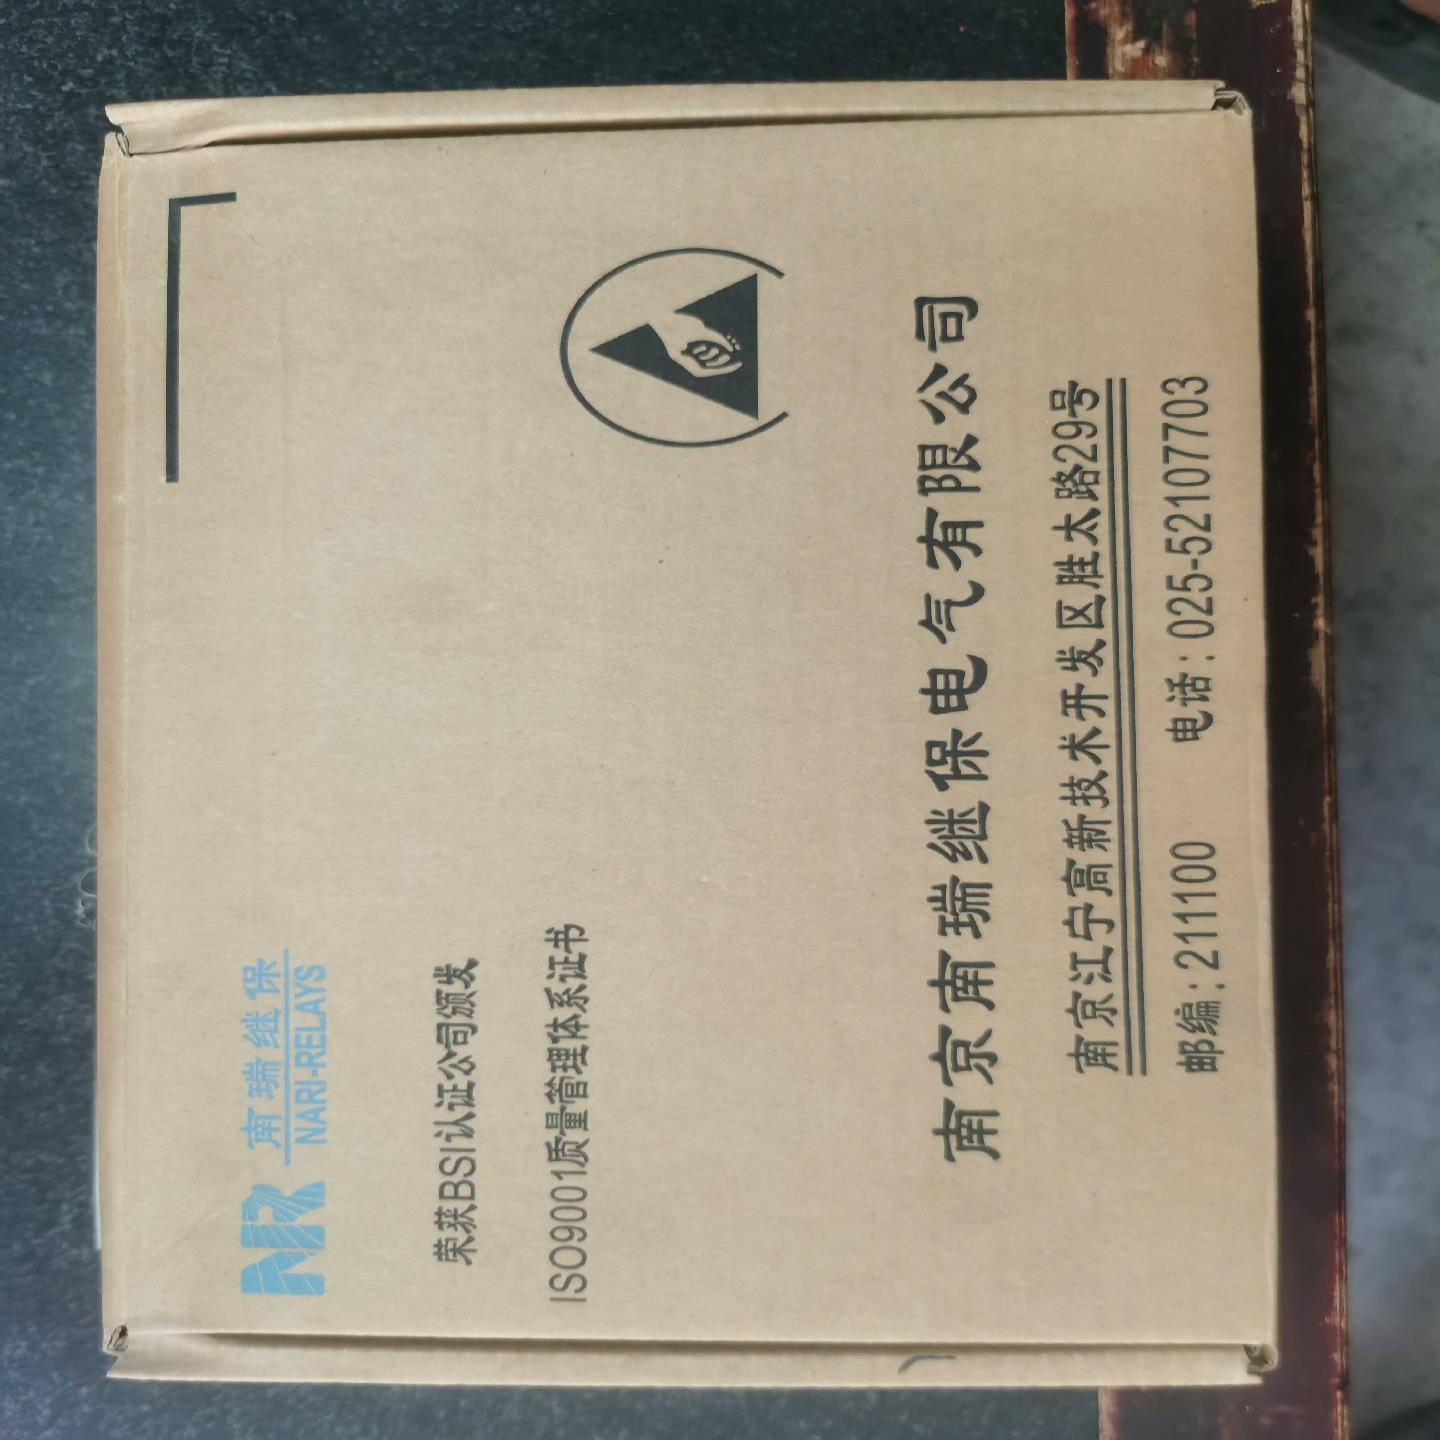 南瑞继保
NARI-RELAYS
荣获BSI认证公司颁发
ISO9001质量管理体系证书
南京南瑞继保电气有限公司
南京江宁高新技术开发区胜太路29号
邮编:211100 电话:025-52107703